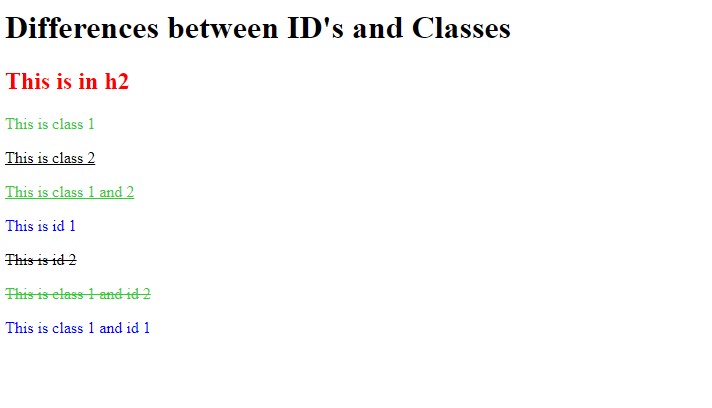 Differences between ID's and Classes
This is in h2
This is class 1
This is class 2
This is class 1 and 2
This is id 1
This is id 2
This is class 1 and id 2
This is class 1 and id 1